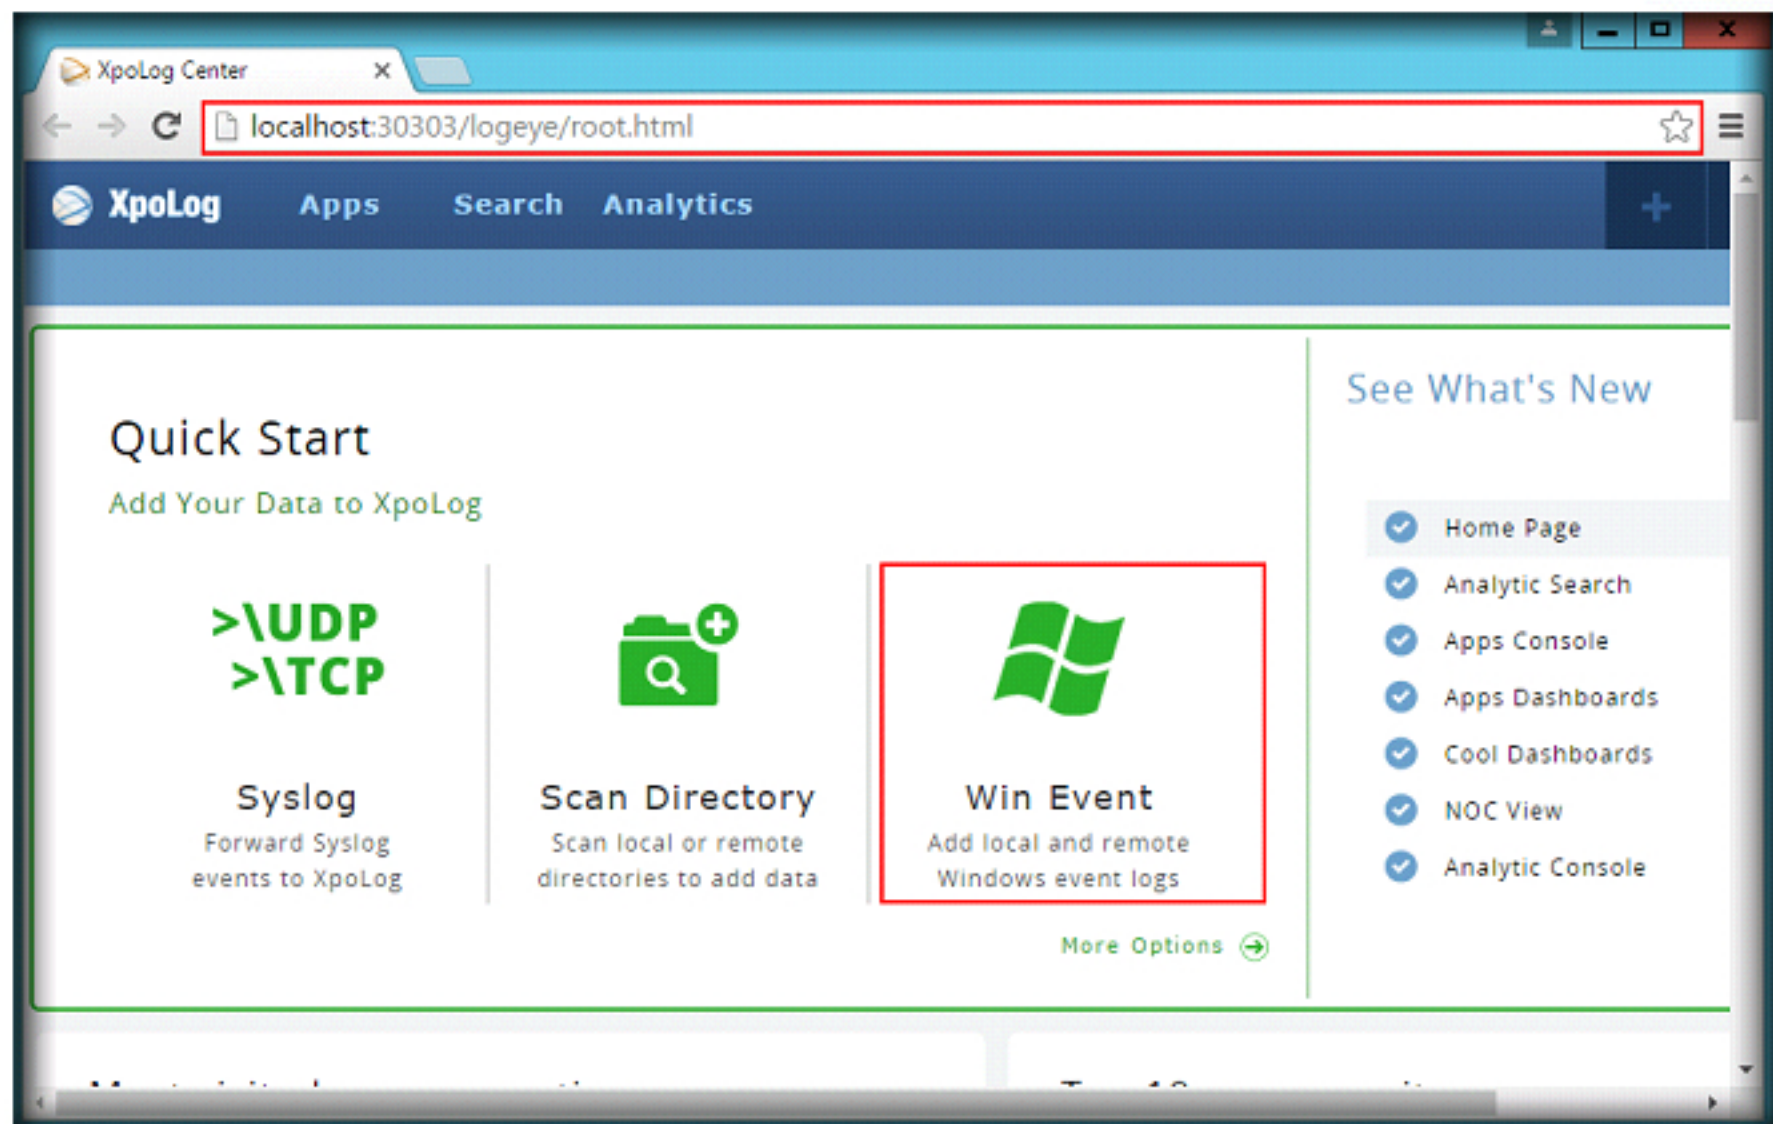 XpoLog Center
localhost:30303/logeye/root.html
XpoLog Apps Search Analytics
Quick Start
Add Your Data to XpoLog
>\UDP
>\TCP
Syslog
Forward Syslog
events to XpoLog
Scan Directory
Scan local or remote
directories to add data
Win Event
Add local and remote
Windows event logs
More Options
See What's New
Home Page
Analytic Search
Apps Console
Apps Dashboards
Cool Dashboards
NOC View
Analytic Console